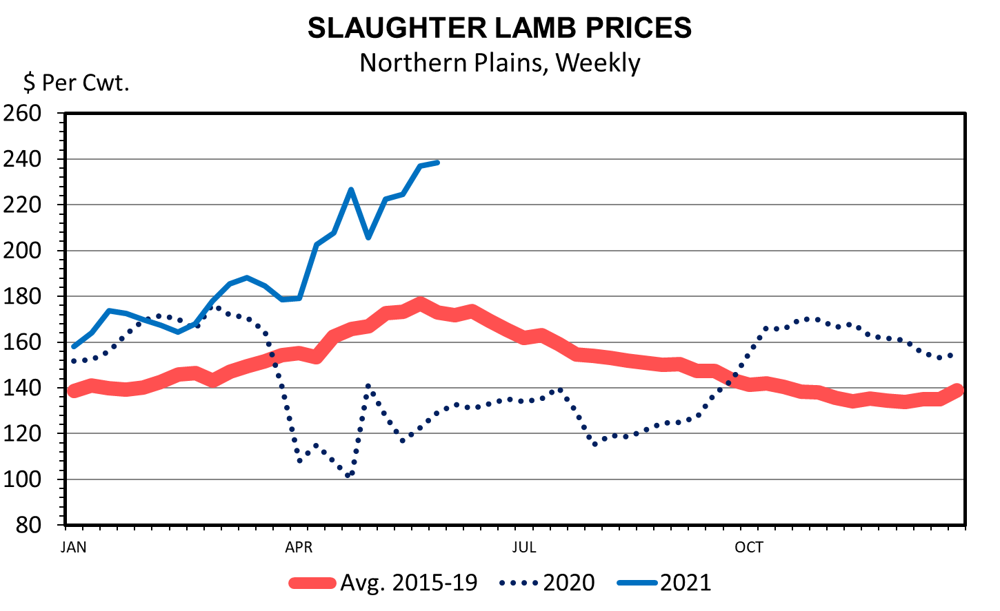 SLAUGHTER LAMB PRICES
Northern Plains, Weekly
$ Per Cwt.
260
240
220
200
180
160
140
120
100
80
JAN APR JUL OCT
Avg. 2015-19 2020 2021